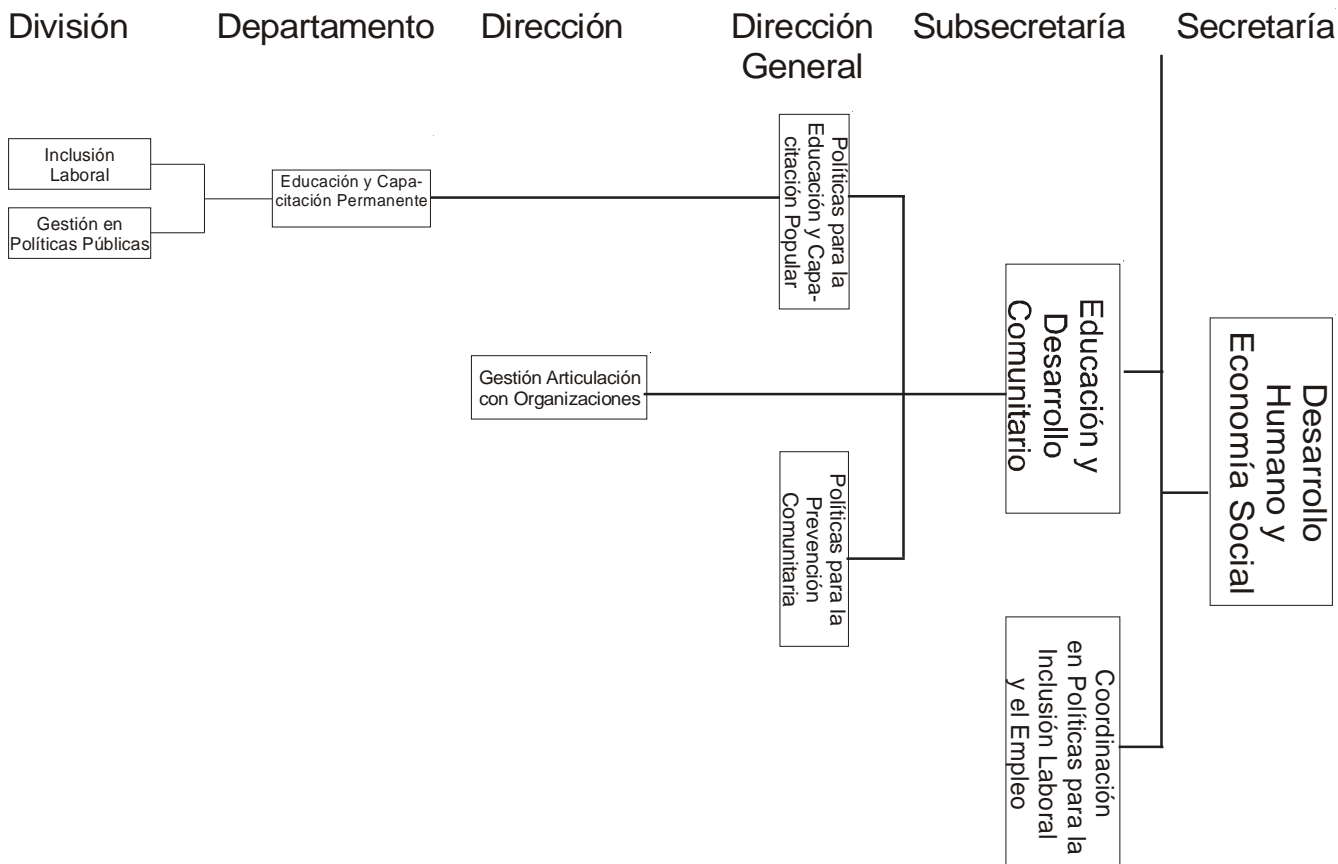 División
Departamento
Dirección
Dirección
General
Subsecretaría
Secretaría
Inclusión
Laboral
Gestión en
Políticas Públicas
Educación y Capa-
citación Permanente
Políticas para la
Educación y Capa-
citación Popular
Gestión Articulación
con Organizaciones
Políticas para la
Prevención
Comunitaria
Educación y
Desarrollo
Comunitario
Coordinación
en Políticas para la
Inclusión Laboral
y el Empleo
Desarrollo
Humano y
Economía Social